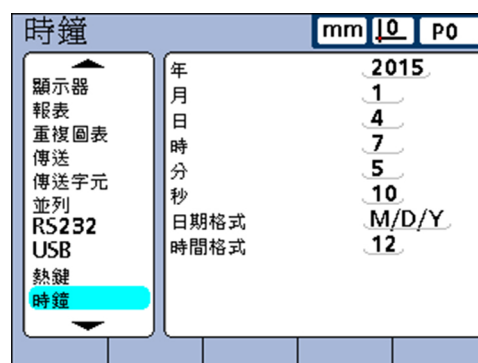 時鐘 mm 0 P0
顯示器
報表
重複圖表
傳送
傳送字元
並列
RS232
USB
熱鍵
時鐘
年 2015
月 1
日 4
時 7
分 5
秒 10
日期格式 M/D/Y
時間格式 12